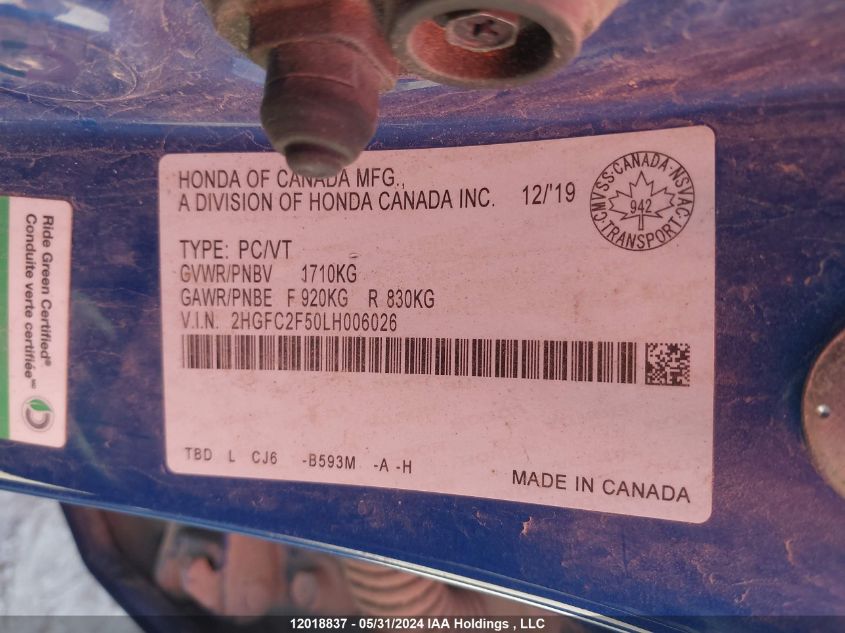 HONDA OF CANADA MFG.,
A DIVISION OF HONDA CANADA INC. 12/'19
CMVSS·CANADA·NSVAC·TRANSPORT·
942
TYPE: PC/VT
GVWR/PNBV 1710KG
GAWR/PNBE F 920KG R 830KG
V.I.N. 2HGFC2F50LH006026
TBD L CJ6 -B593M -A-H
MADE IN CANADA
Ride Green Certified®
Conduite verte certifiée℠
12018837 - 05/31/2024 IAA Holdings , LLC